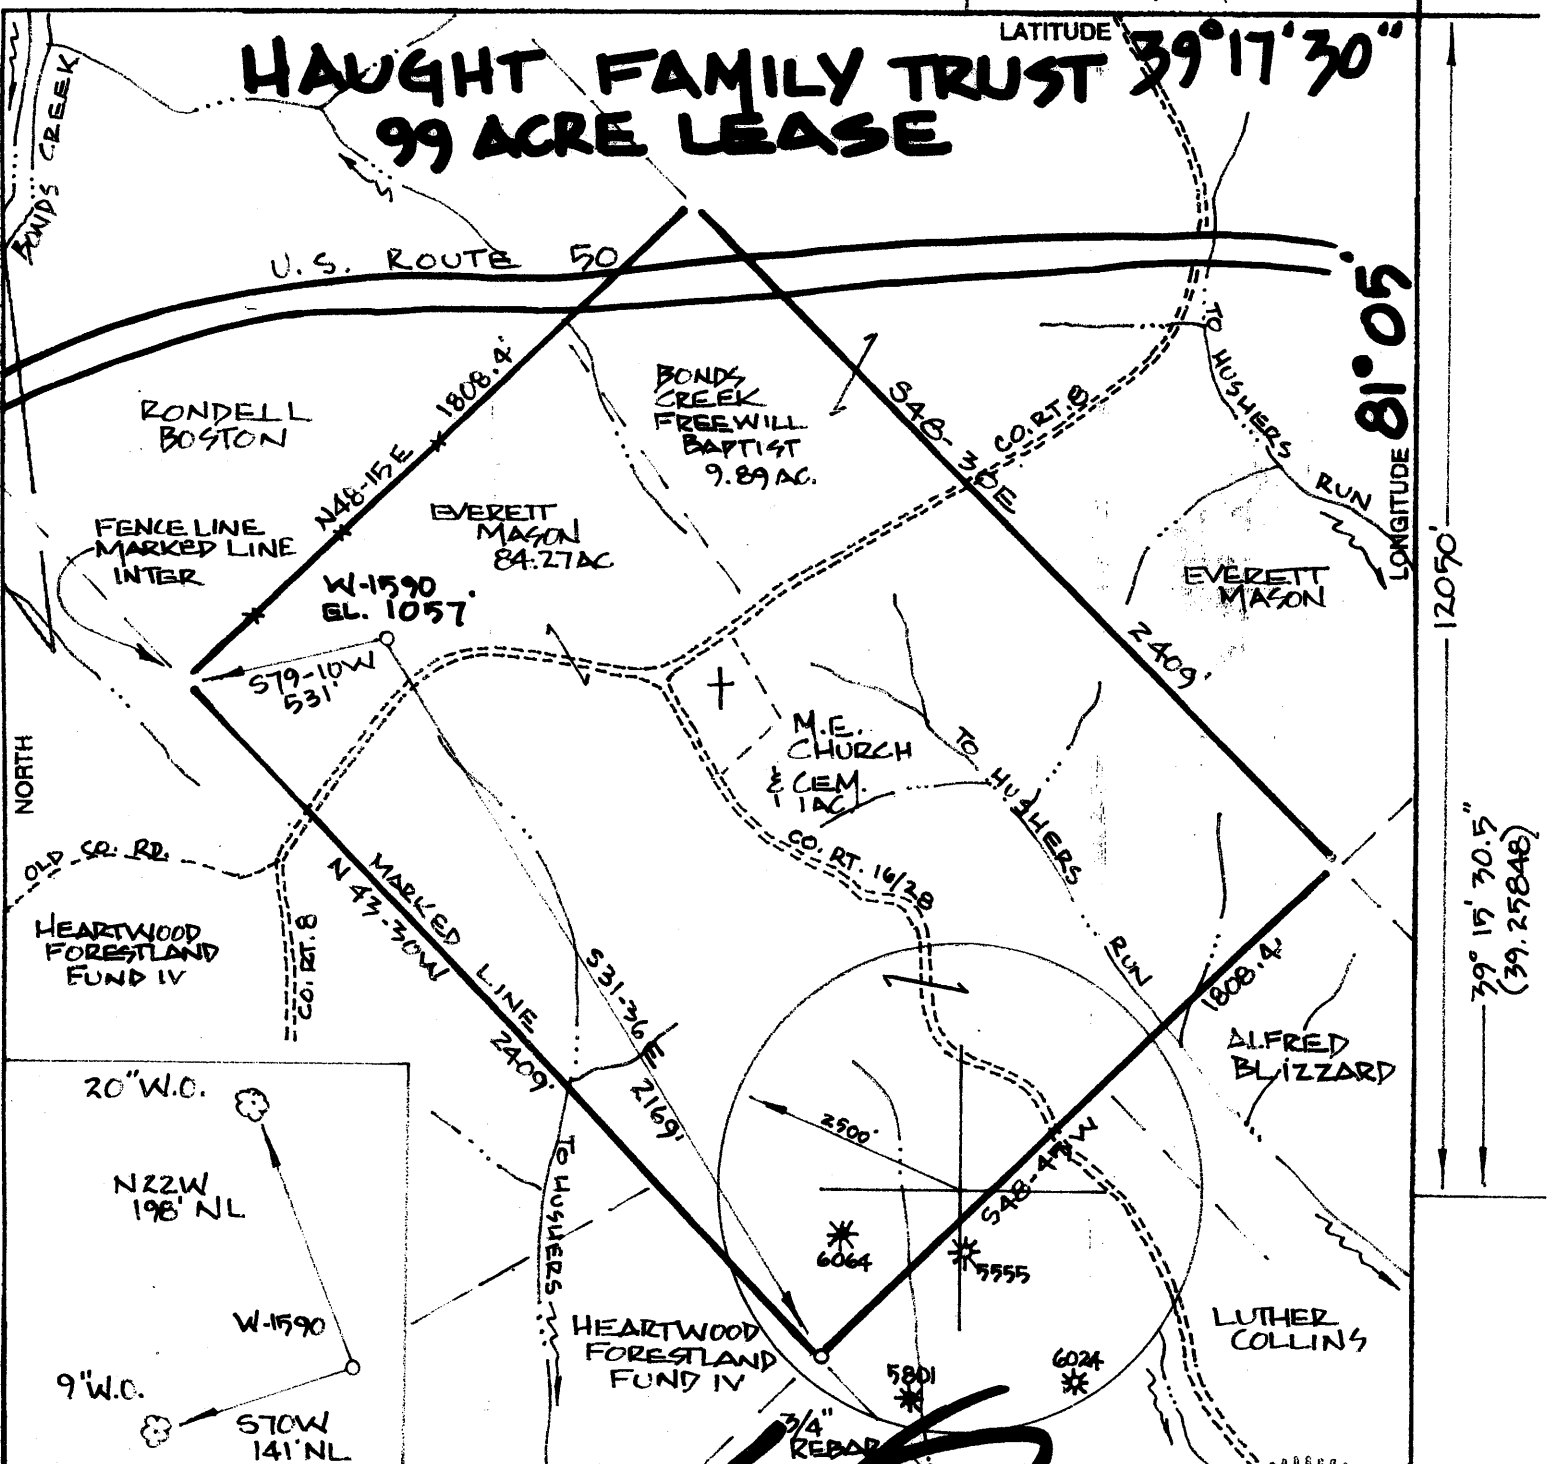 LATITUDE 39°17'30"
HAUGHT FAMILY TRUST
99 ACRE LEASE
BONDS CREEK
U.S. ROUTE 50
LONGITUDE 81°05'
TO HUSHERS RUN
RONDELL
BOSTON
N48-15E 1808.4'
BONDS
CREEK
FREEWILL
BAPTIST
9.89 AC.
S48- 30E 2409'
CO. RT. 8
FENCE LINE
MARKED LINE
INTER
EVERETT
MASON
84.27 AC
W-1590
EL. 1057'
EVERETT
MASON
12050'
S79-10W
531'
NORTH
M.E.
CHURCH
& CEM.
1 AC.
TO HUSHERS RUN
OLD CO. RD.
MARKED LINE
N 43-30W 2409'
CO. RT. 16/28
39° 15' 30.5"
(39.25848)
HEARTWOOD
FORESTLAND
FUND IV
CO. RT. 8
S31-36E 2169'
1808.4'
ALFRED
BLIZZARD
20" W.O.
2500'
S48-47W
N22W
198' NL
TO HUSHERS
6064
5555
W-1590
HEARTWOOD
FORESTLAND
FUND IV
LUTHER
COLLINS
5801
6024
9" W.O.
S70W
141' NL
3/4"
REBAR